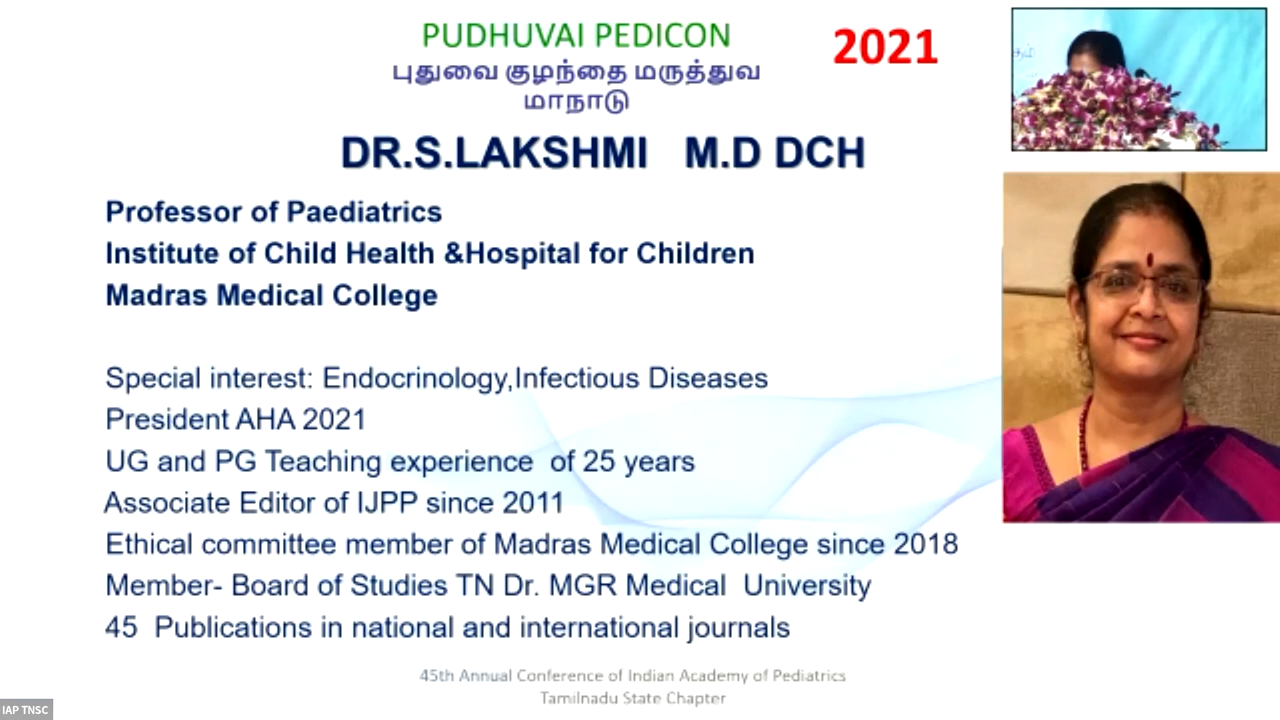 PUDHUVAI PEDICON
2021
புதுவை குழந்தை மருத்துவ
மாநாடு
DR.S.LAKSHMI M.D DCH
Professor of Paediatrics
Institute of Child Health &Hospital for Children
Madras Medical College
Special interest: Endocrinology,Infectious Diseases
President AHA 2021
UG and PG Teaching experience of 25 years
Associate Editor of IJPP since 2011
Ethical committee member of Madras Medical College since 2018
Member- Board of Studies TN Dr. MGR Medical University
45 Publications in national and international journals
45th Annual Conference of Indian Academy of Pediatrics
Tamilnadu State Chapter
IAP TNSC